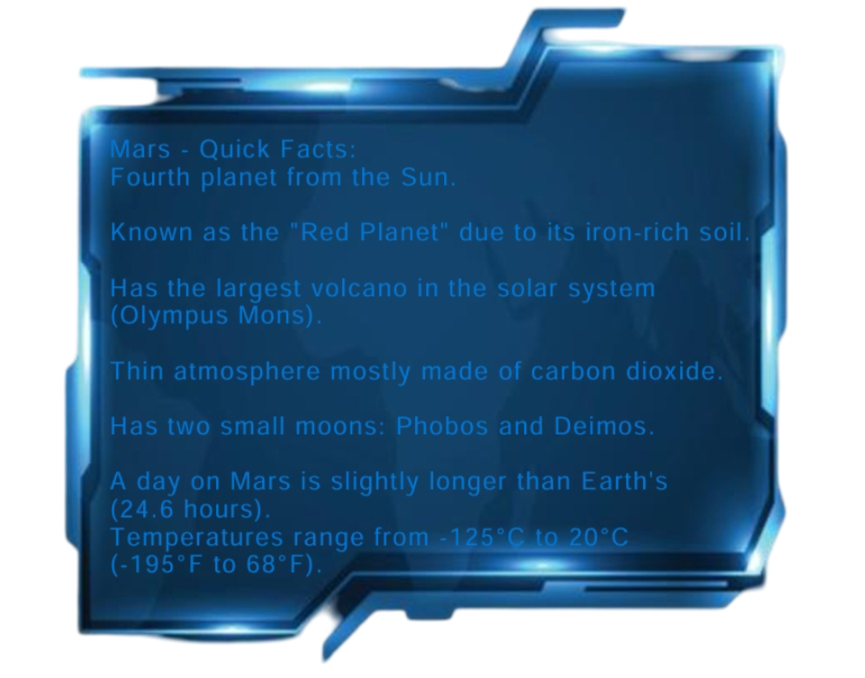 Mars - Quick Facts:
Fourth planet from the Sun.
Known as the "Red Planet" due to its iron-rich soil.
Has the largest volcano in the solar system
(Olympus Mons).
Thin atmosphere mostly made of carbon dioxide.
Has two small moons: Phobos and Deimos.
A day on Mars is slightly longer than Earth's
(24.6 hours).
Temperatures range from -125°C to 20°C
(-195°F to 68°F).